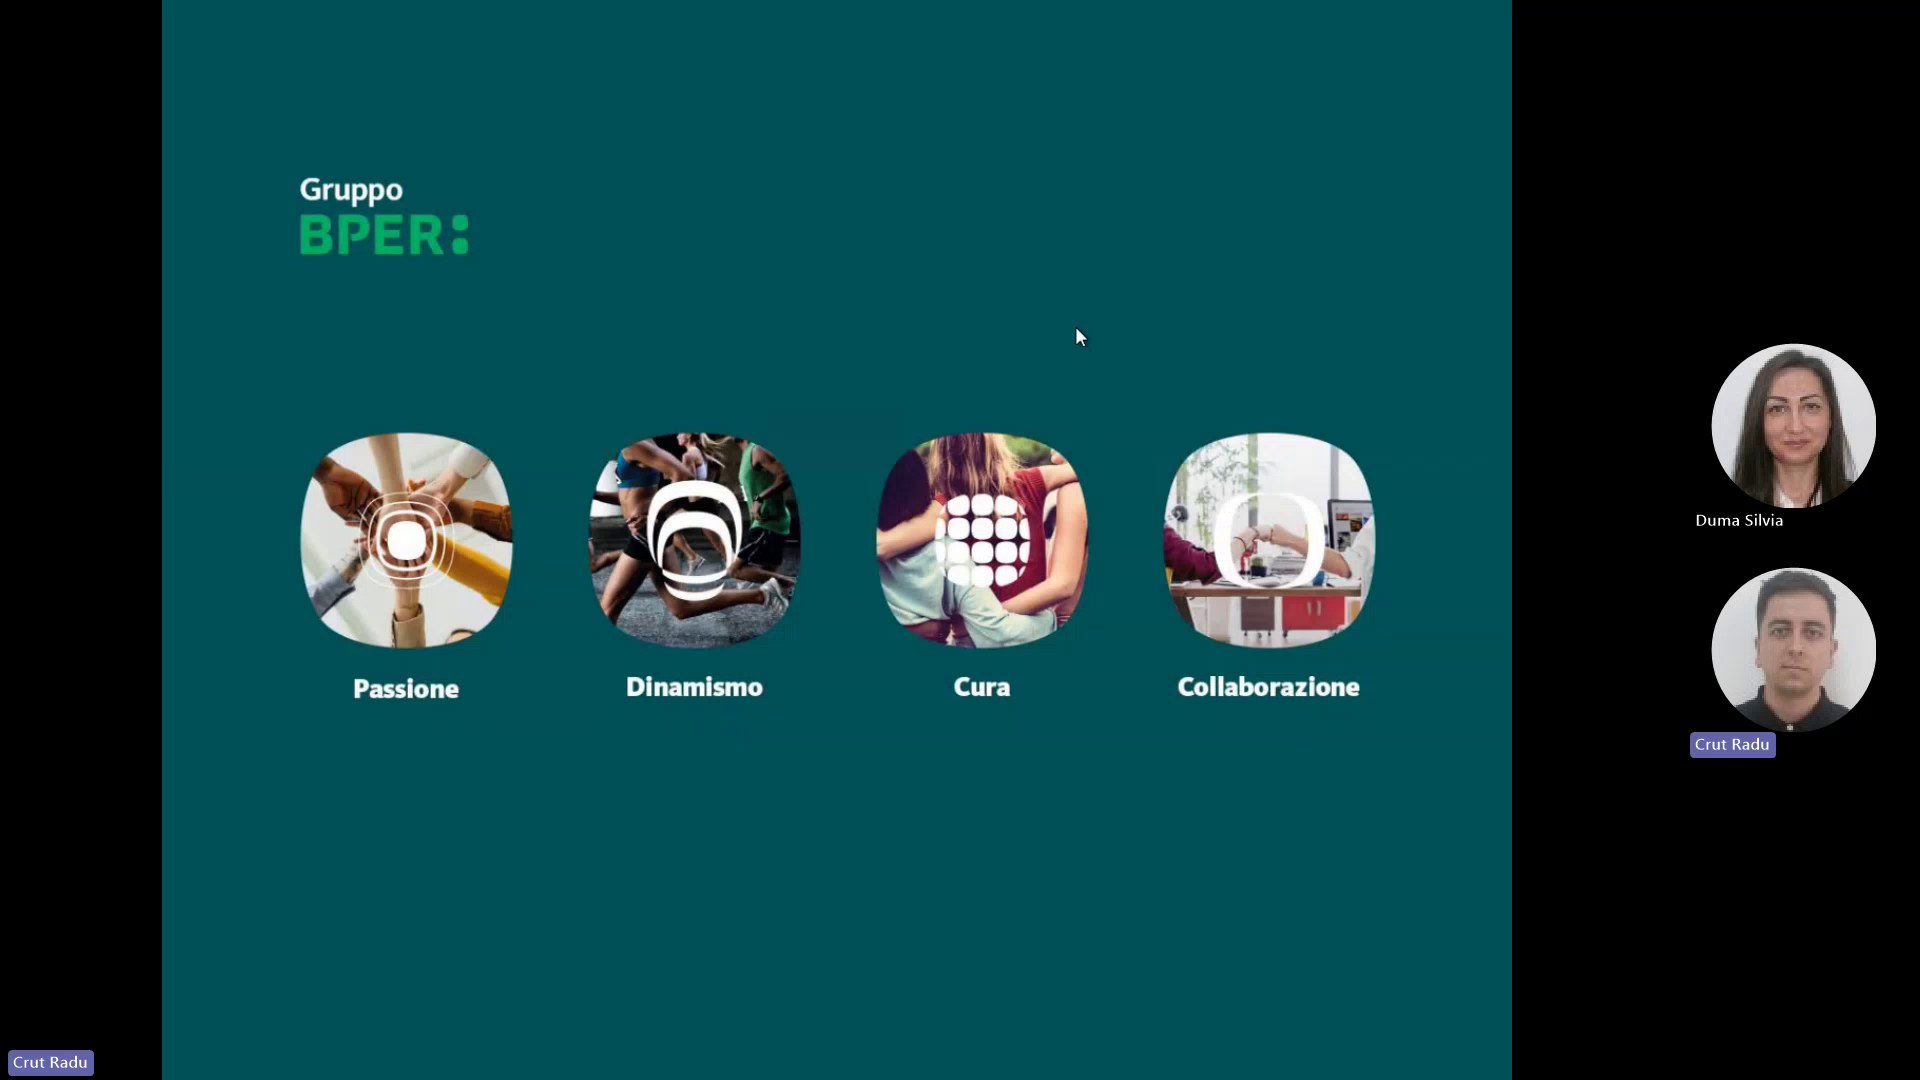 Gruppo
BPER:
Passione
Dinamismo
Cura
Collaborazione
Duma Silvia
Crut Radu
Crut Radu